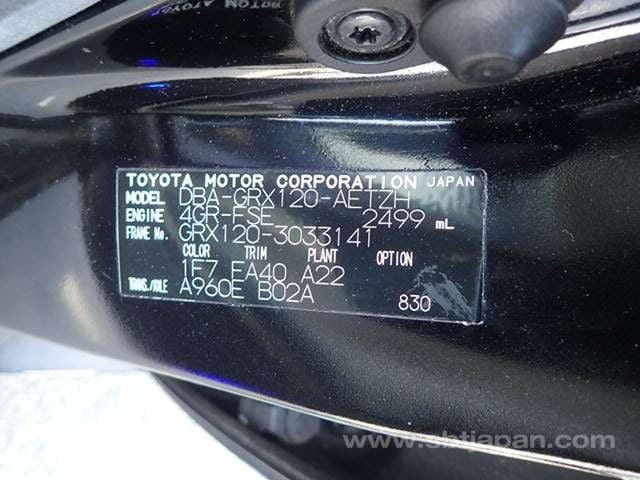 TOYOTA MOTOR CORPORATION JAPAN
MODEL DBA-GRX120-AETZH
ENGINE 4GR-FSE 2499 mL
FRAME No. GRX120-3033141
COLOR TRIM PLANT OPTION
1F7 FA40 A22
TRANS./AXLE A960E B02A
830
www.sbtjapan.com